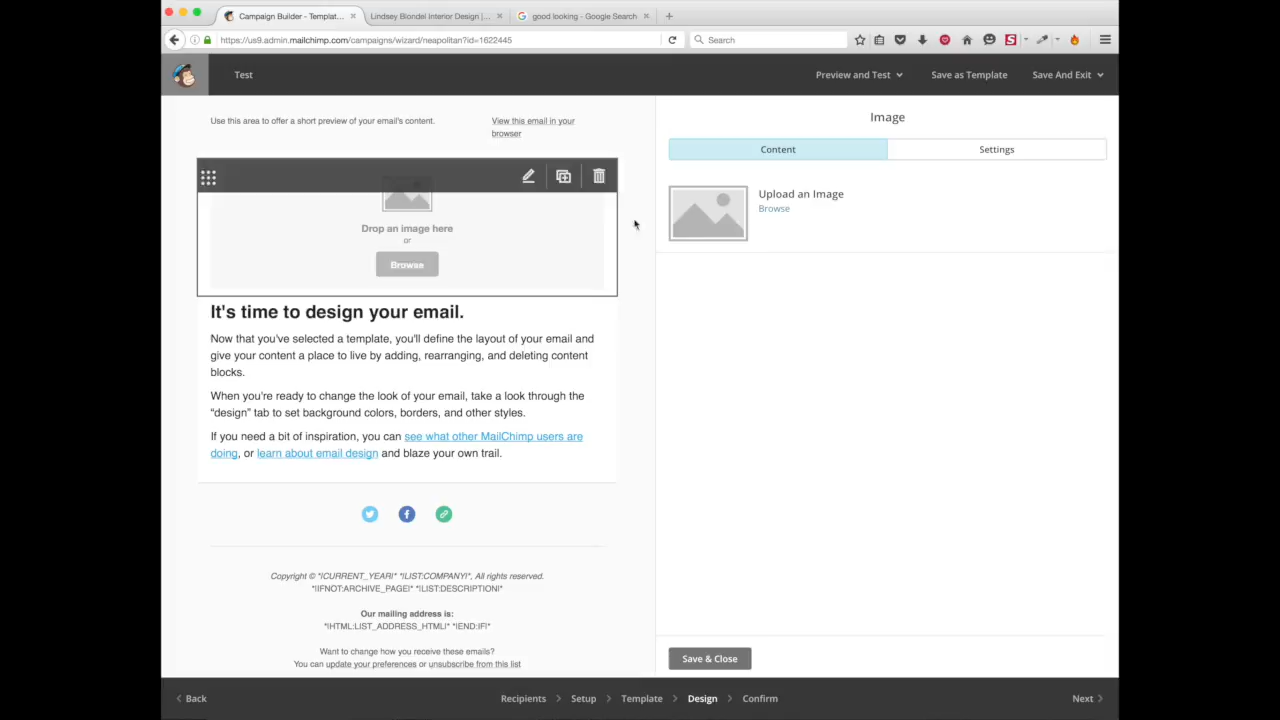 Campaign Builder - Templat...
Lindsey Blondel Interior Design |...
good looking - Google Search
https://us9.admin.mailchimp.com/campaigns/wizard/neapolitan?id=1622445
Search
Test
Preview and Test
Save as Template
Save And Exit
Use this area to offer a short preview of your email's content.
View this email in your
browser
Drop an image here
or
Browse
It's time to design your email.
Now that you've selected a template, you'll define the layout of your email and
give your content a place to live by adding, rearranging, and deleting content
blocks.
When you're ready to change the look of your email, take a look through the
“design” tab to set background colors, borders, and other styles.
If you need a bit of inspiration, you can see what other MailChimp users are
doing, or learn about email design and blaze your own trail.
Copyright © *|CURRENT_YEAR|* *|LIST:COMPANY|*, All rights reserved.
*|IFNOT:ARCHIVE_PAGE|* *|LIST:DESCRIPTION|*
Our mailing address is:
*|HTML:LIST_ADDRESS_HTML|* *|END:IF|*
Want to change how you receive these emails?
You can update your preferences or unsubscribe from this list
Image
Content
Settings
Upload an Image
Browse
Save & Close
Back
Recipients
Setup
Template
Design
Confirm
Next